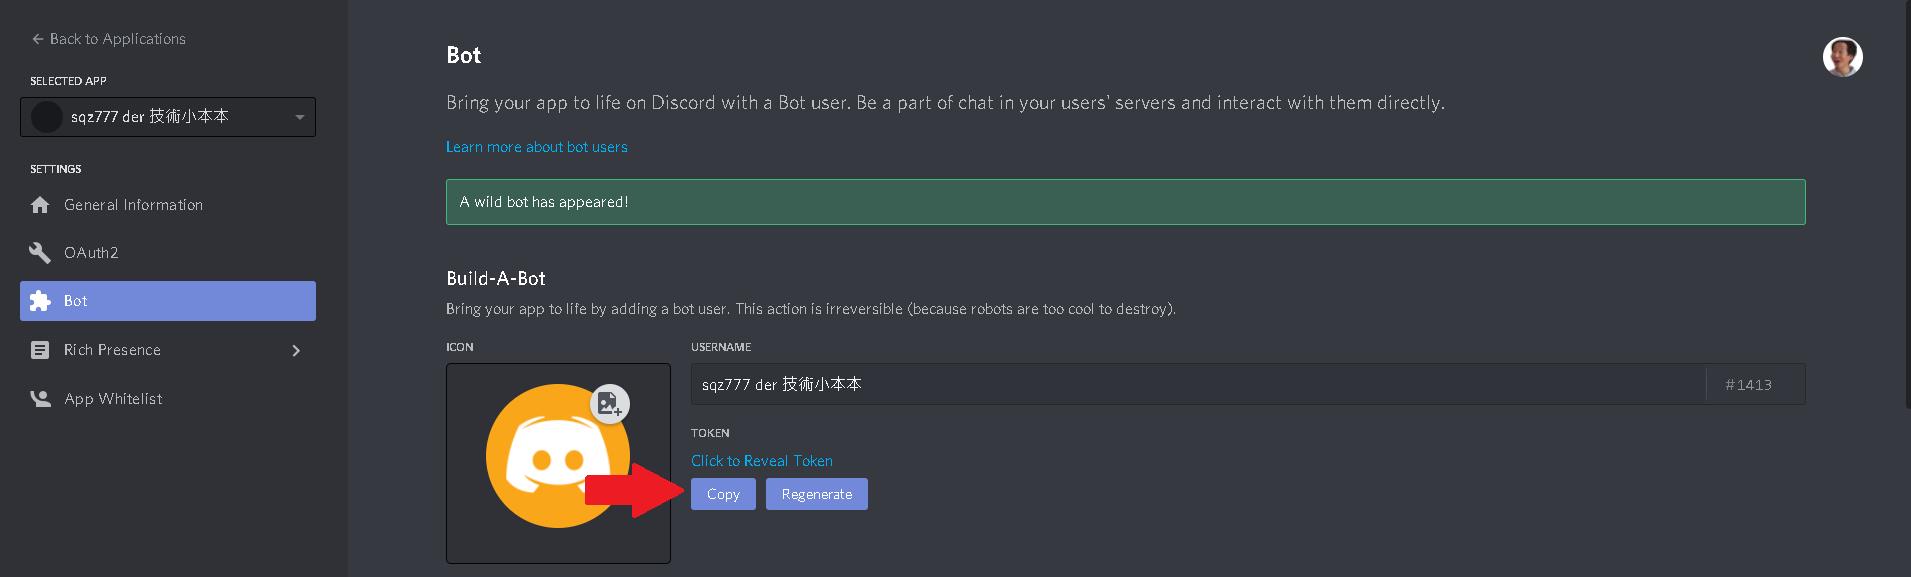 Back to Applications
SELECTED APP
sqz777 der 技術小本本
SETTINGS
General Information
OAuth2
Bot
Rich Presence
App Whitelist
Bot
Bring your app to life on Discord with a Bot user. Be a part of chat in your users' servers and interact with them directly.
Learn more about bot users
A wild bot has appeared!
Build-A-Bot
Bring your app to life by adding a bot user. This action is irreversible (because robots are too cool to destroy).
ICON
USERNAME
sqz777 der 技術小本本 #1413
TOKEN
Click to Reveal Token
Copy Regenerate